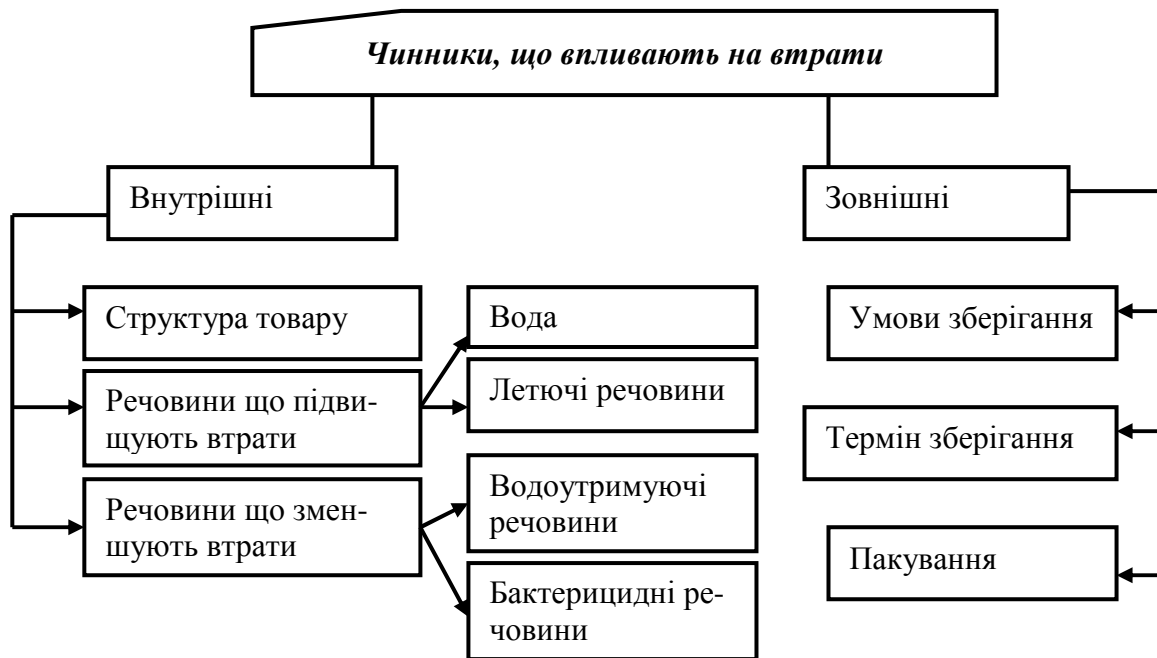 Чинники, що впливають на втрати
Внутрішні
Зовнішні
Структура товару
Речовини що підви-
щують втрати
Речовини що змен-
шують втрати
Вода
Летючі речовини
Водоутримуючі
речовини
Бактерицидні ре-
човини
Умови зберігання
Термін зберігання
Пакування